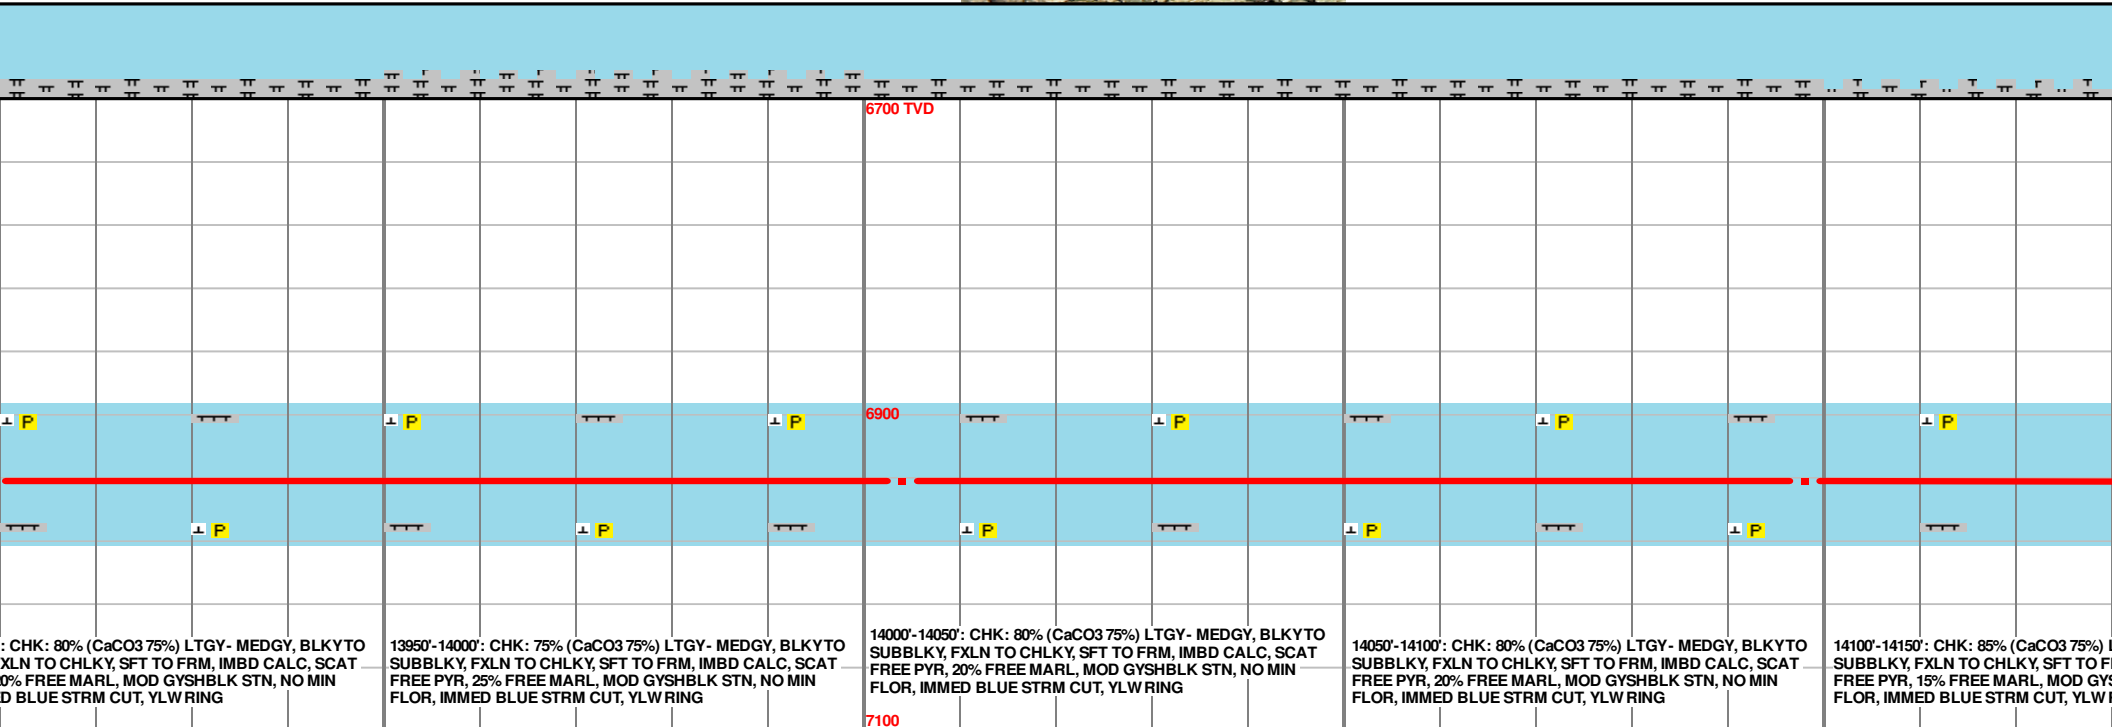 6700 TVD
P
P
P
6900
P
P
P
P
P
P
P
P
: CHK: 80% (CaCO3 75%) LTGY- MEDGY, BLKY TO
XLN TO CHLKY, SFT TO FRM, IMBD CALC, SCAT
0% FREE MARL, MOD GYSHBLK STN, NO MIN
D BLUE STRM CUT, YLW RING
13950'-14000': CHK: 75% (CaCO3 75%) LTGY- MEDGY, BLKY TO
SUBBLKY, FXLN TO CHLKY, SFT TO FRM, IMBD CALC, SCAT
FREE PYR, 25% FREE MARL, MOD GYSHBLK STN, NO MIN
FLOR, IMMED BLUE STRM CUT, YLW RING
14000'-14050': CHK: 80% (CaCO3 75%) LTGY- MEDGY, BLKY TO
SUBBLKY, FXLN TO CHLKY, SFT TO FRM, IMBD CALC, SCAT
FREE PYR, 20% FREE MARL, MOD GYSHBLK STN, NO MIN
FLOR, IMMED BLUE STRM CUT, YLW RING
14050'-14100': CHK: 80% (CaCO3 75%) LTGY- MEDGY, BLKY TO
SUBBLKY, FXLN TO CHLKY, SFT TO FRM, IMBD CALC, SCAT
FREE PYR, 20% FREE MARL, MOD GYSHBLK STN, NO MIN
FLOR, IMMED BLUE STRM CUT, YLW RING
14100'-14150': CHK: 85% (CaCO3 75%)
SUBBLKY, FXLN TO CHLKY, SFT TO
FREE PYR, 15% FREE MARL, MOD
FLOR, IMMED BLUE STRM CUT, YLW
7100